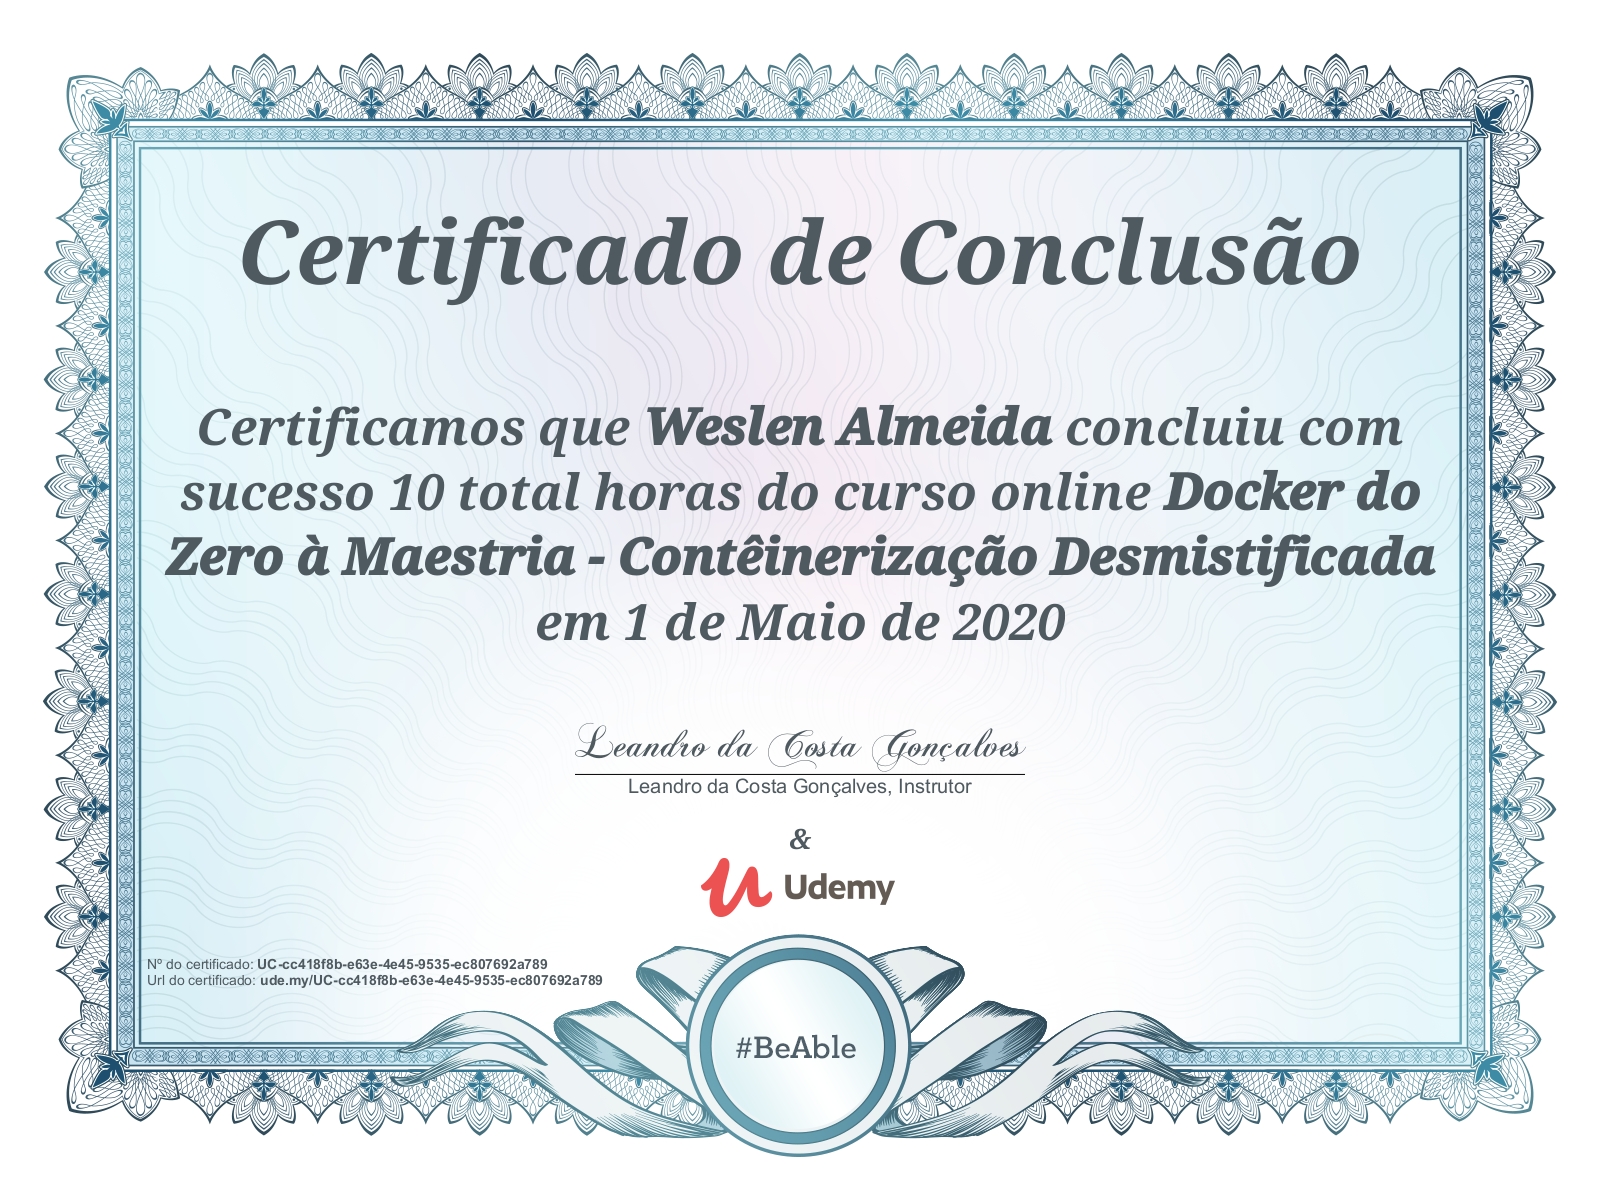 Certificado de Conclusão
Certificamos que Weslen Almeida concluiu com
sucesso 10 total horas do curso online Docker do
Zero à Maestria - Contêinerização Desmistificada
em 1 de Maio de 2020
Leandro da Costa Gonçalves
Leandro da Costa Gonçalves, Instrutor
&
Udemy
Nº do certificado: UC-cc418f8b-e63e-4e45-9535-ec807692a789
Url do certificado: ude.my/UC-cc418f8b-e63e-4e45-9535-ec807692a789
#BeAble